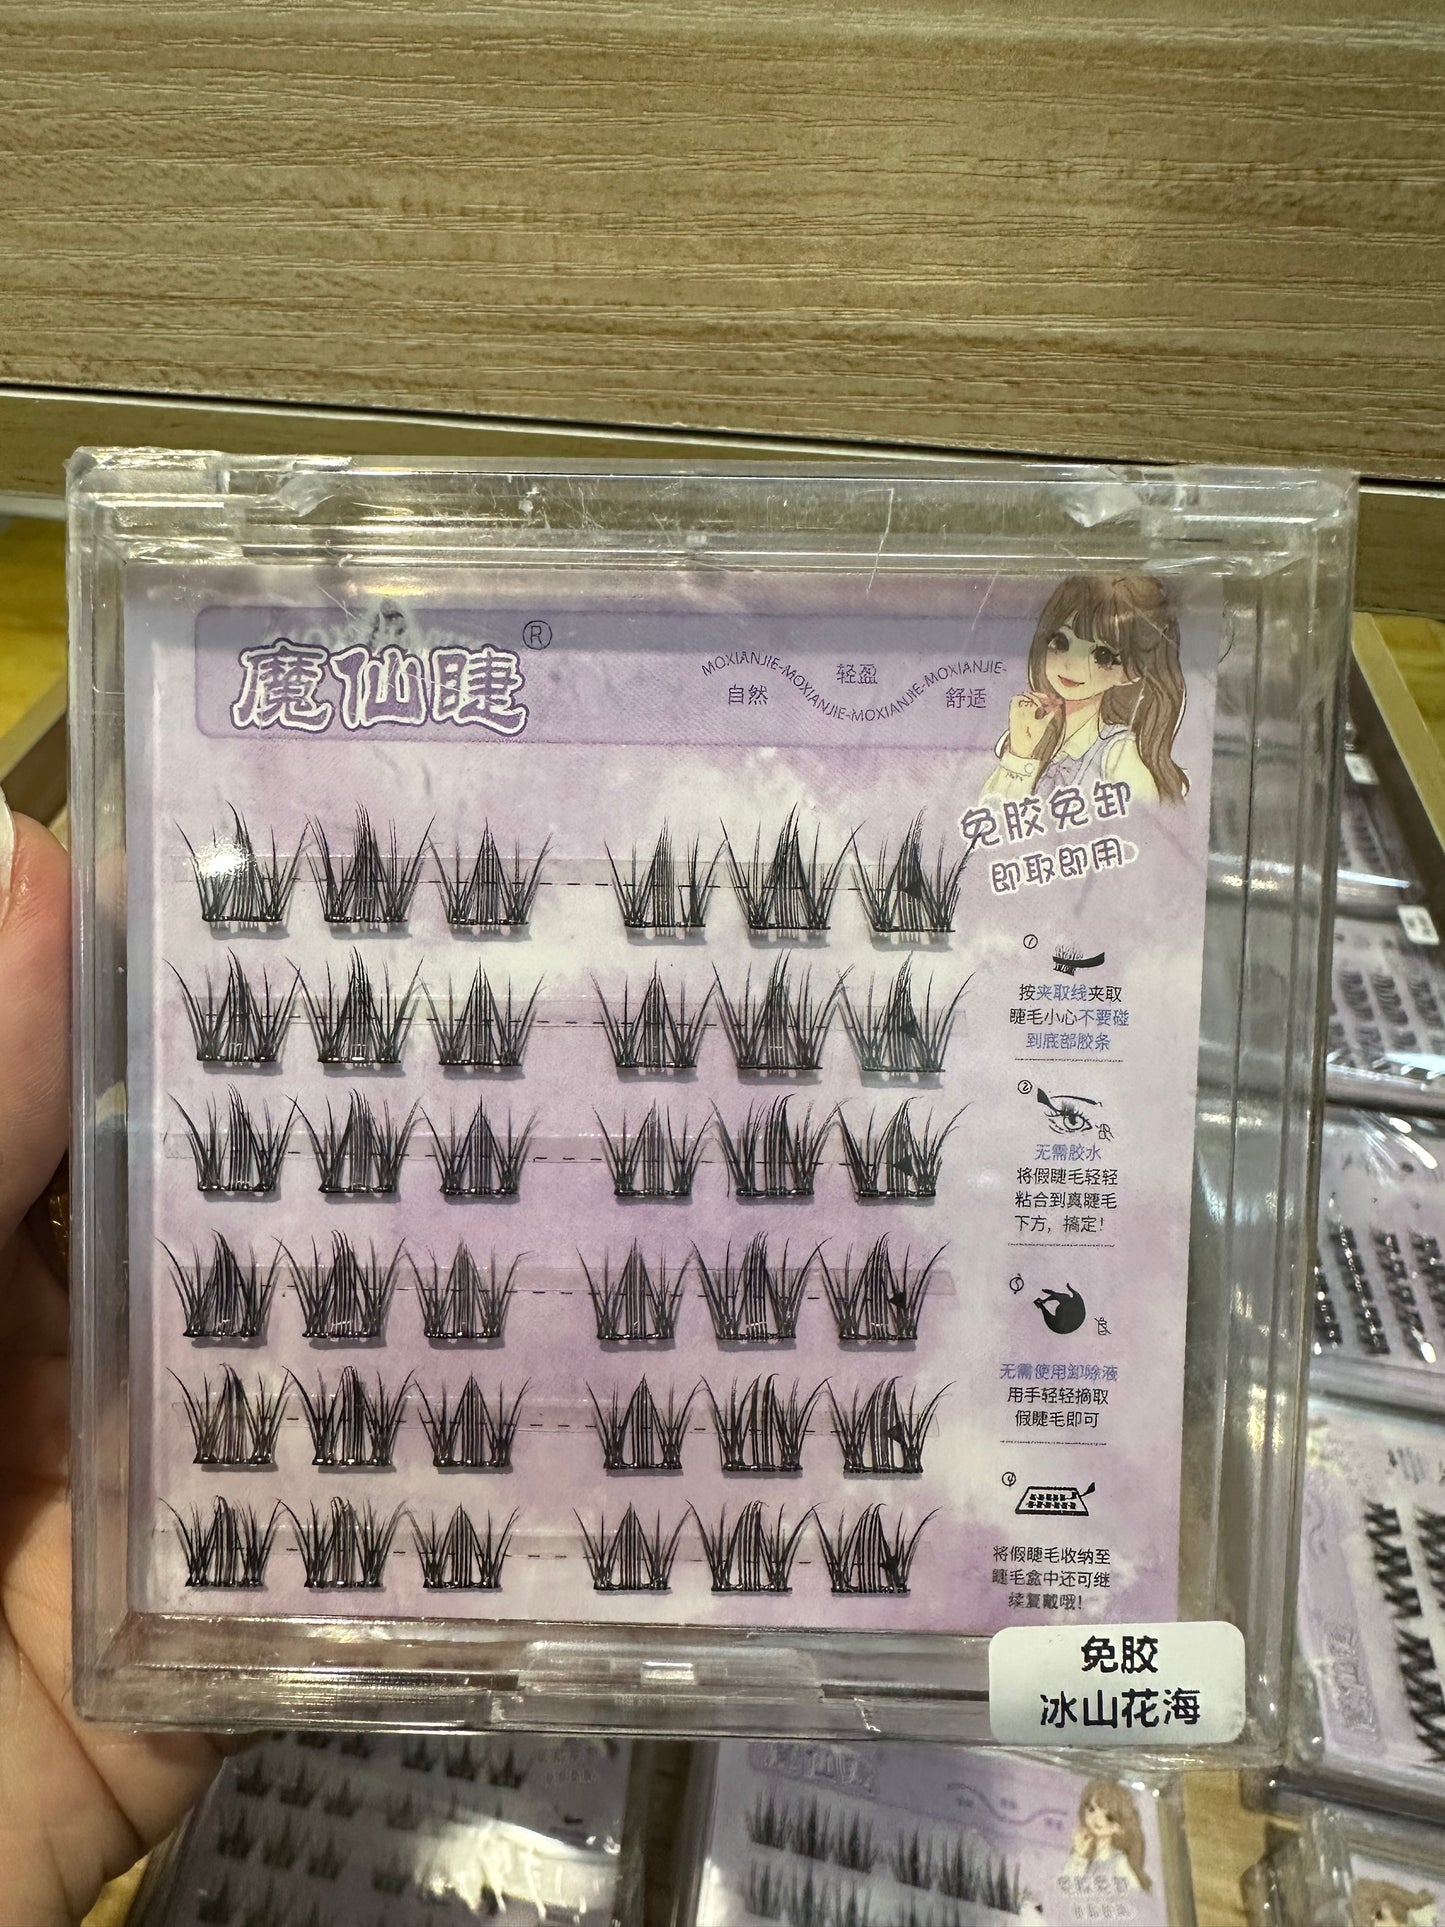 魔仙睫®
MOXIANJIE-MOXIANJIE-MOXIANJIE-MOXIANJIE-
自然
轻盈
舒适
免胶免卸
即取即用
①
按夹取线夹取
睫毛小心不要碰
到底部胶条
②
无需胶水
将假睫毛轻轻
粘合到真睫毛
下方，搞定！
③
无需使用卸除液
用手轻轻摘取
假睫毛即可
④
将假睫毛收纳至
睫毛盒中还可继
续复戴哦！
免胶
冰山花海